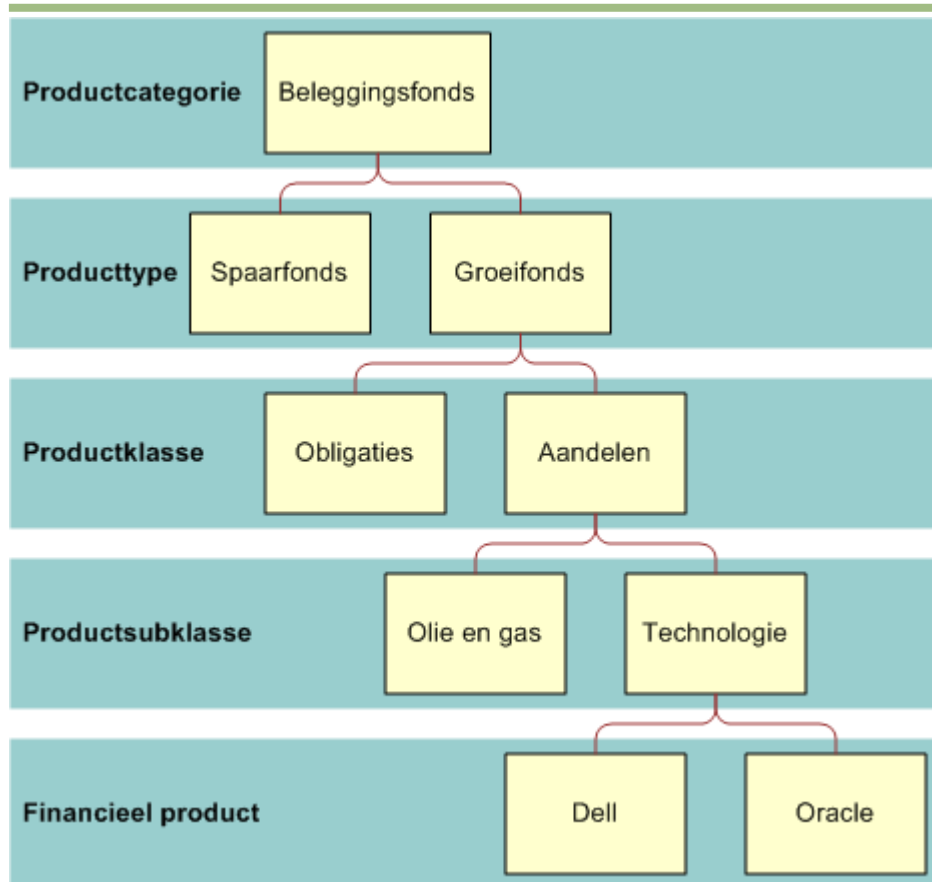 Productcategorie
Beleggingsfonds
Producttype
Spaarfonds
Groeifonds
Productklasse
Obligaties
Aandelen
Productsubklasse
Olie en gas
Technologie
Financieel product
Dell
Oracle